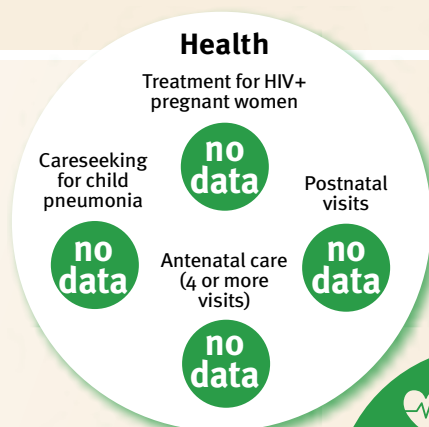 Health
Treatment for HIV+
pregnant women
no
data
Careseeking
for child
pneumonia
no
data
Postnatal
visits
no
data
Antenatal care
(4 or more
visits)
no
data